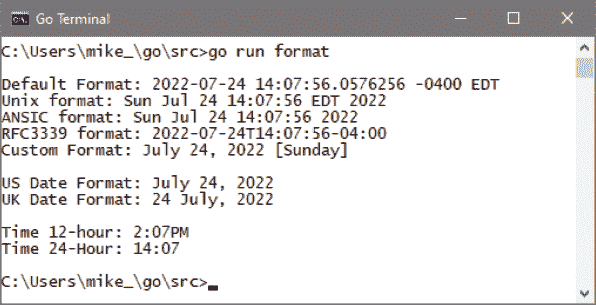 Go Terminal
C:\Users\mike_\go\src>go run format
Default Format: 2022-07-24 14:07:56.0576256 -0400 EDT
Unix format: Sun Jul 24 14:07:56 EDT 2022
ANSIC format: Sun Jul 24 14:07:56 2022
RFC3339 format: 2022-07-24T14:07:56-04:00
Custom Format: July 24, 2022 [Sunday]
US Date Format: July 24, 2022
UK Date Format: 24 July, 2022
Time 12-hour: 2:07PM
Time 24-Hour: 14:07
C:\Users\mike_\go\src>